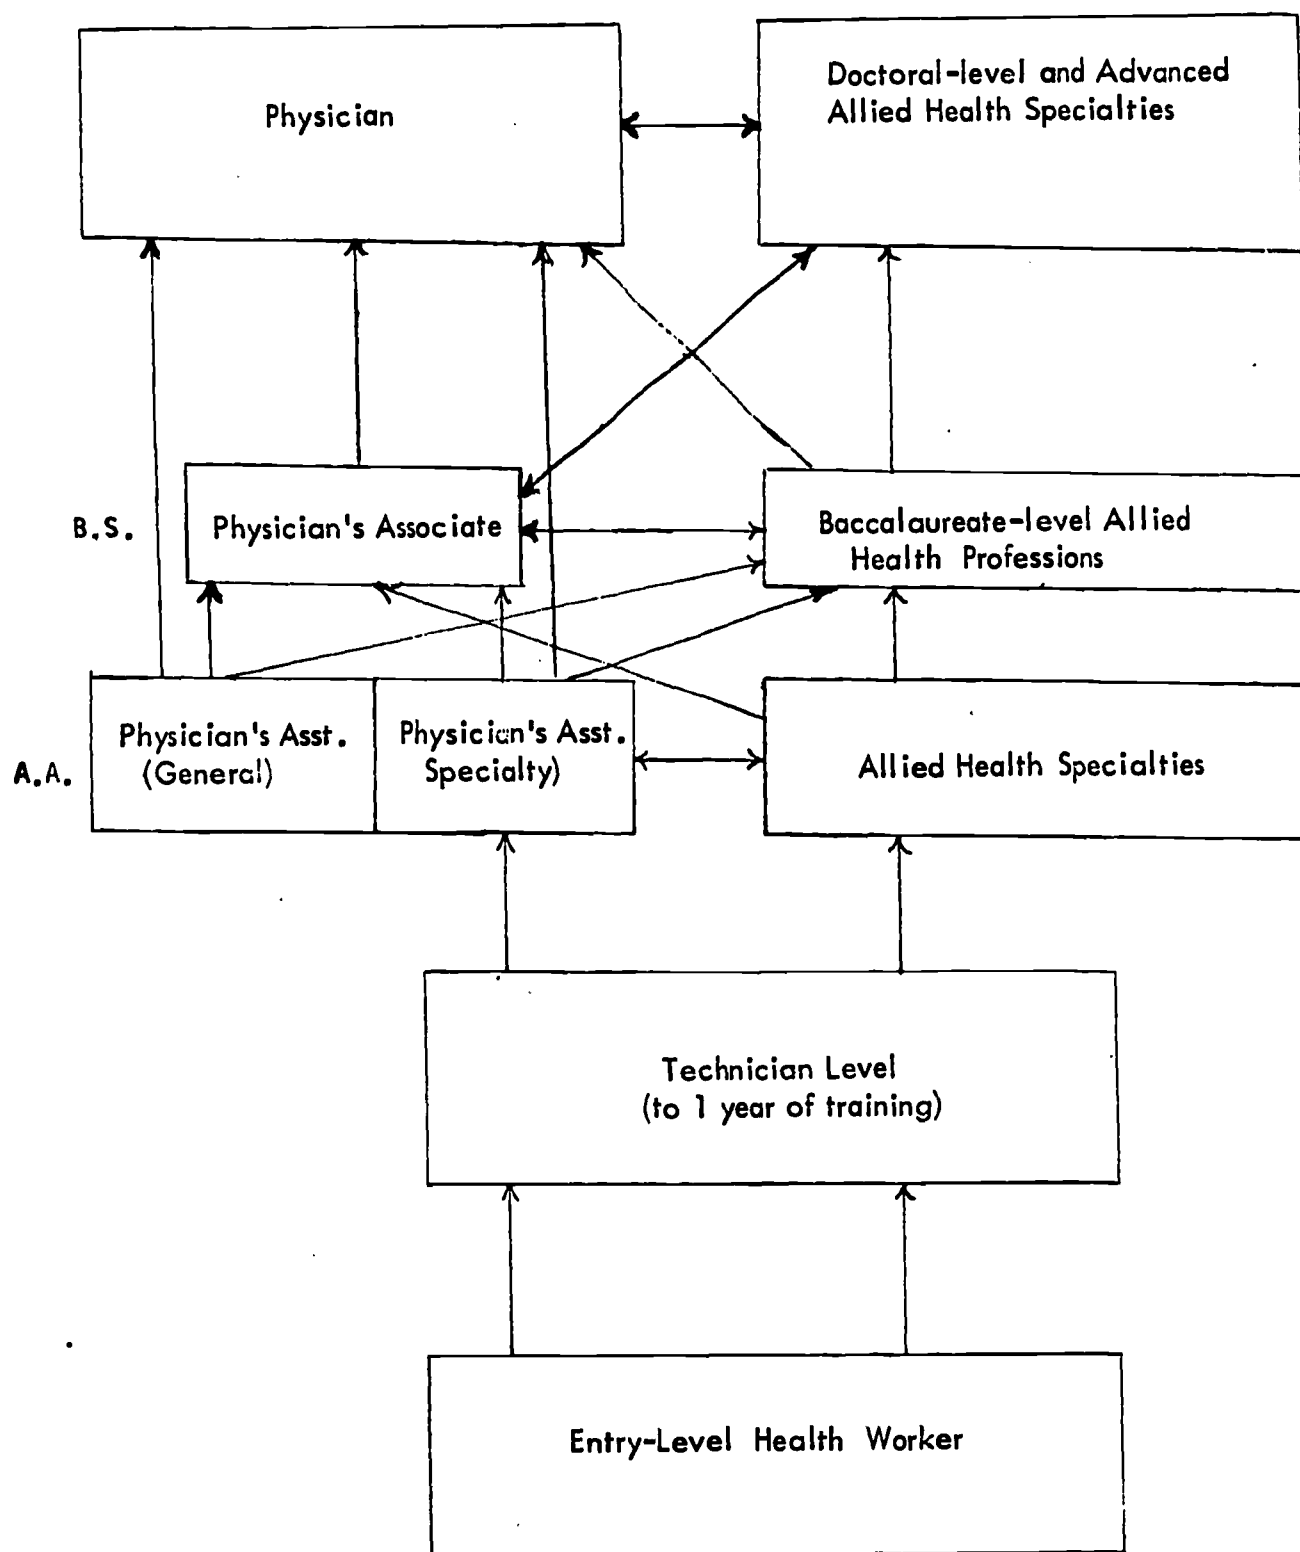 Physician
Doctoral-level and Advanced
Allied Health Specialties
B.S.
Physician's Associate
Baccalaureate-level Allied
Health Professions
A.A.
Physician's Asst.
(General)
Physician's Asst.
Specialty)
Allied Health Specialties
Technician Level
(to 1 year of training)
Entry-Level Health Worker